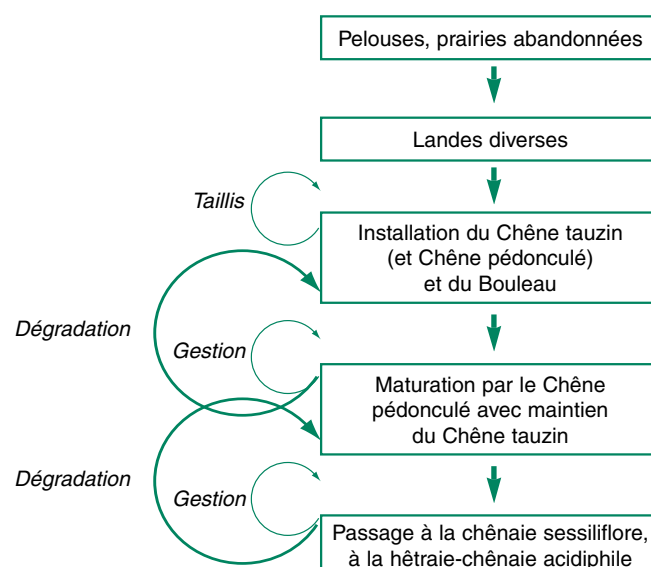 Pelouses, prairies abandonnées
Landes diverses
Taillis
Installation du Chêne tauzin
(et Chêne pédonculé)
et du Bouleau
Dégradation
Gestion
Maturation par le Chêne
pédonculé avec maintien
du Chêne tauzin
Dégradation
Gestion
Passage à la chênaie sessiliflore,
à la hêtraie-chênaie acidiphile